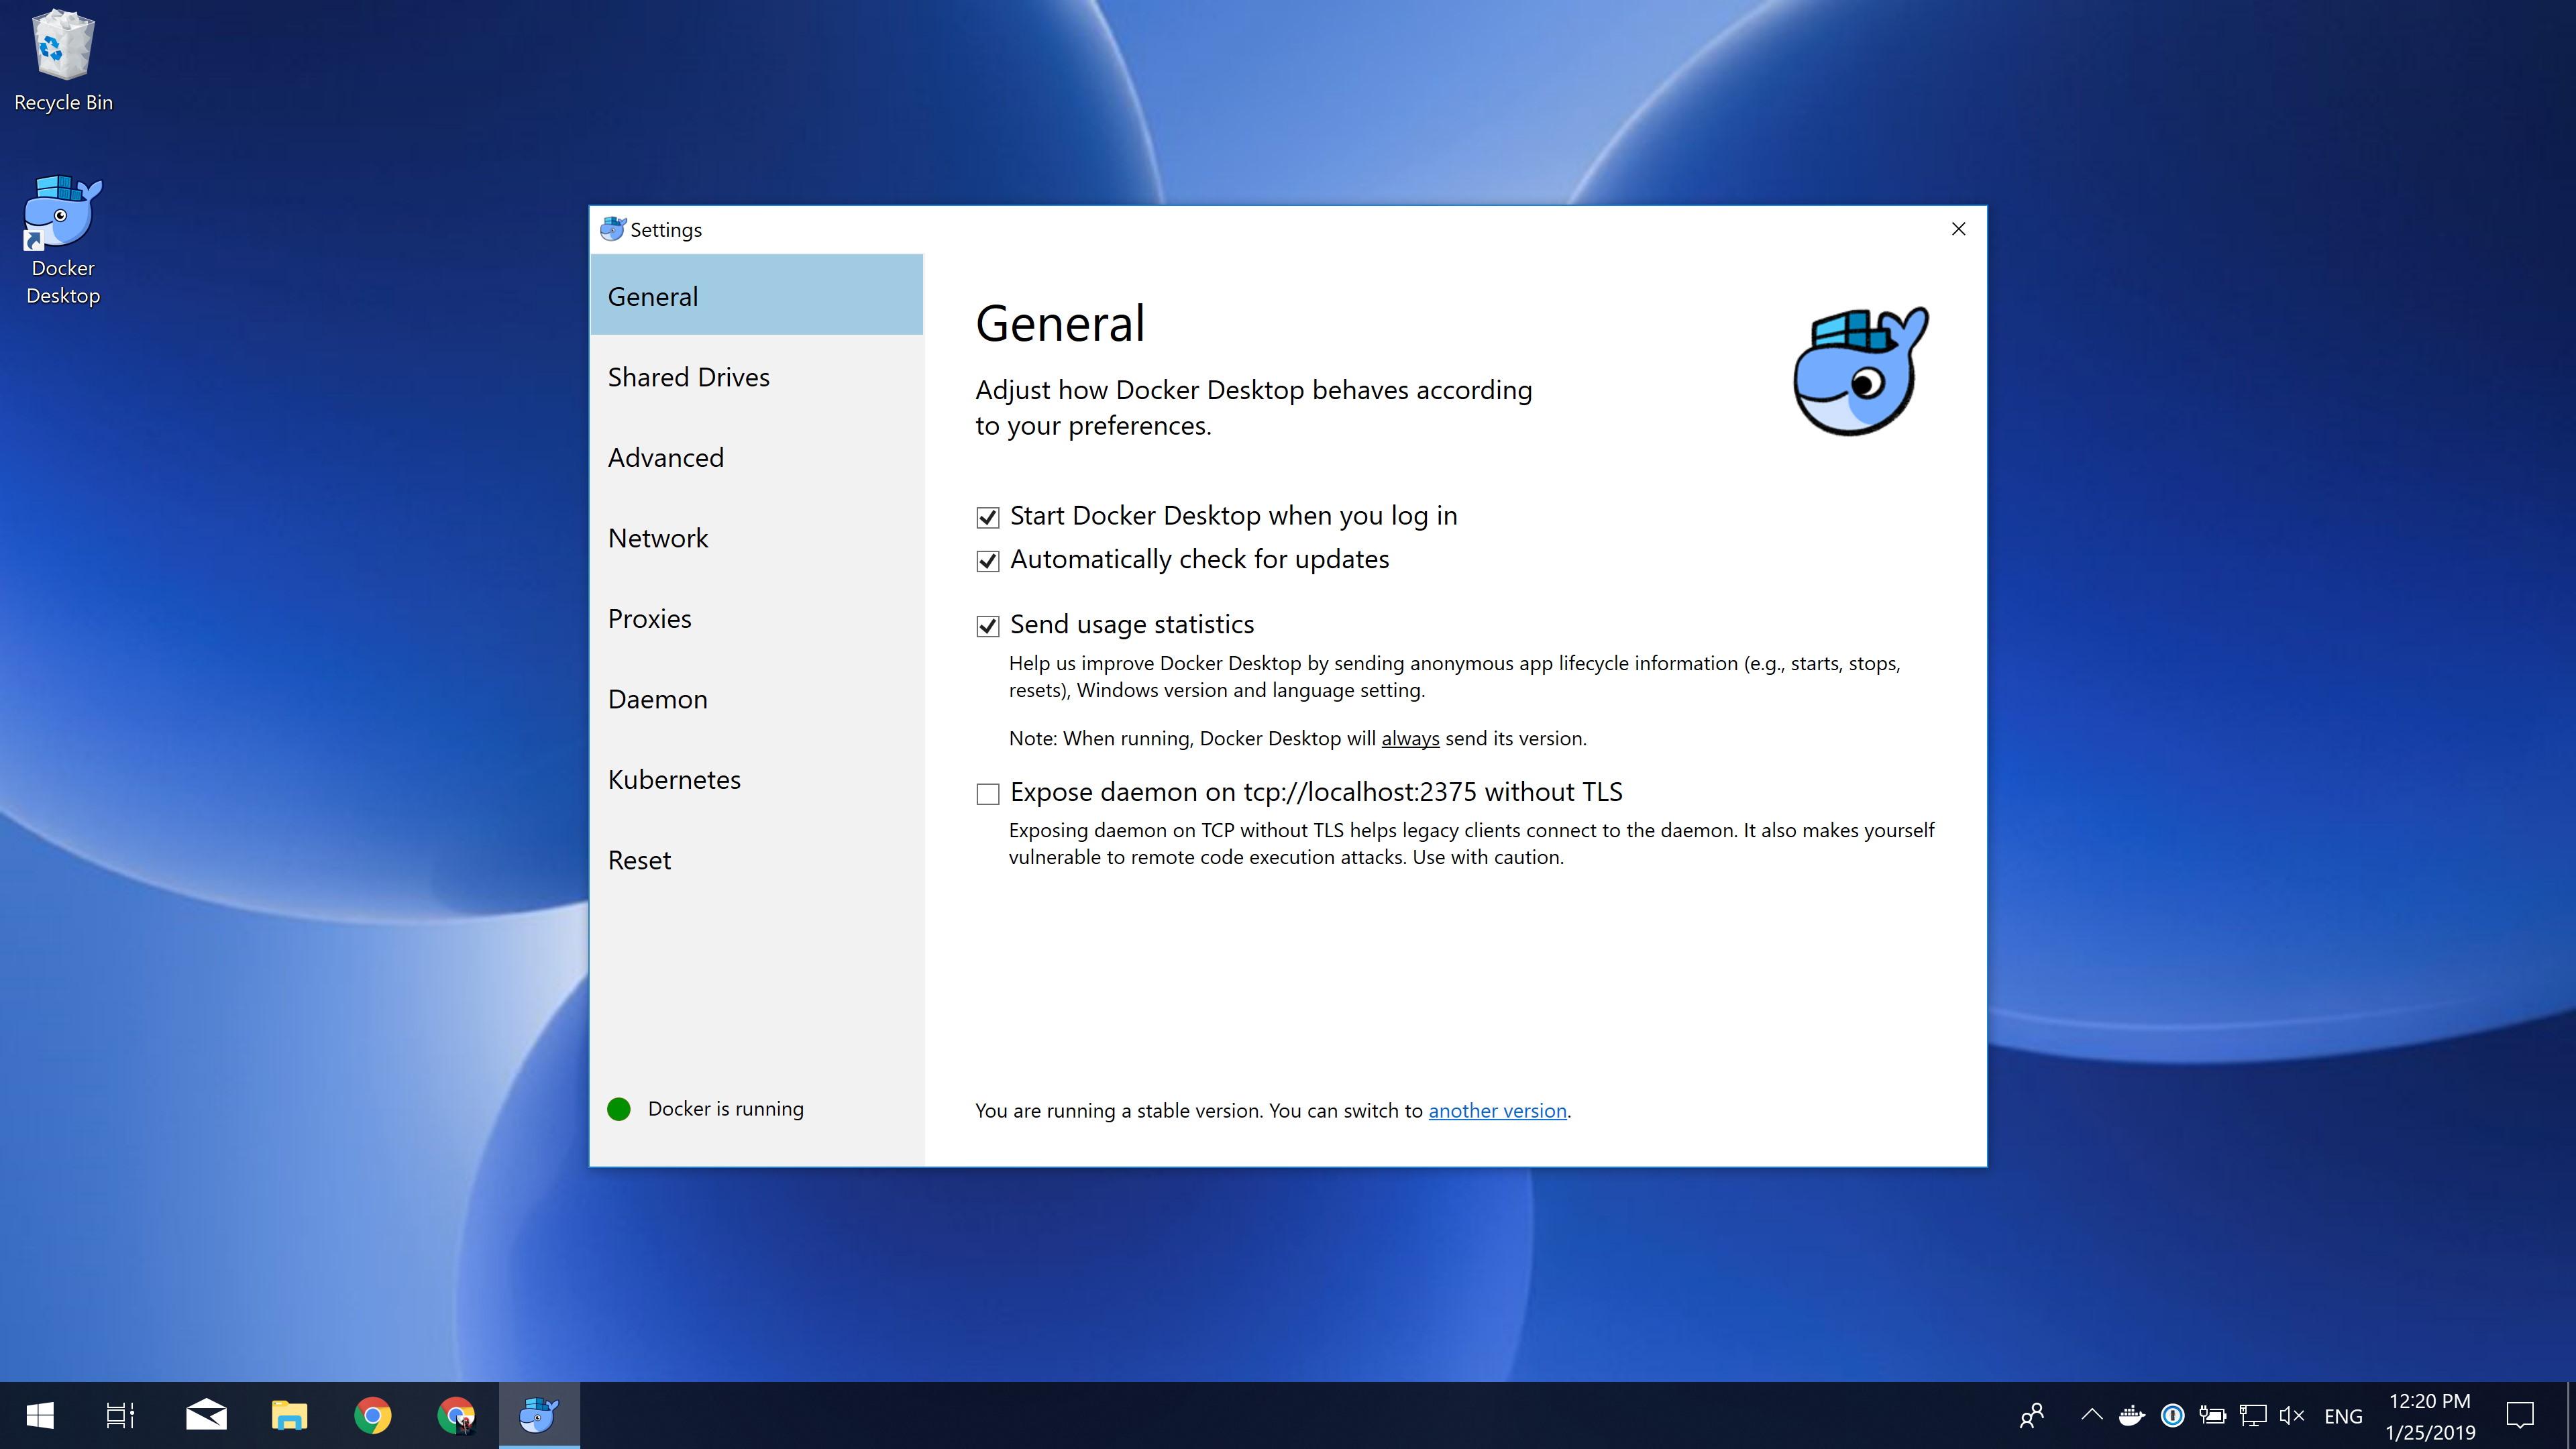 Recycle Bin
Docker
Desktop
Settings
General
Shared Drives
Advanced
Network
Proxies
Daemon
Kubernetes
Reset
Docker is running
General
Adjust how Docker Desktop behaves according
to your preferences.
Start Docker Desktop when you log in
Automatically check for updates
Send usage statistics
Help us improve Docker Desktop by sending anonymous app lifecycle information (e.g., starts, stops,
resets), Windows version and language setting.
Note: When running, Docker Desktop will always send its version.
Expose daemon on tcp://localhost:2375 without TLS
Exposing daemon on TCP without TLS helps legacy clients connect to the daemon. It also makes yourself
vulnerable to remote code execution attacks. Use with caution.
You are running a stable version. You can switch to another version.
ENG
12:20 PM
1/25/2019